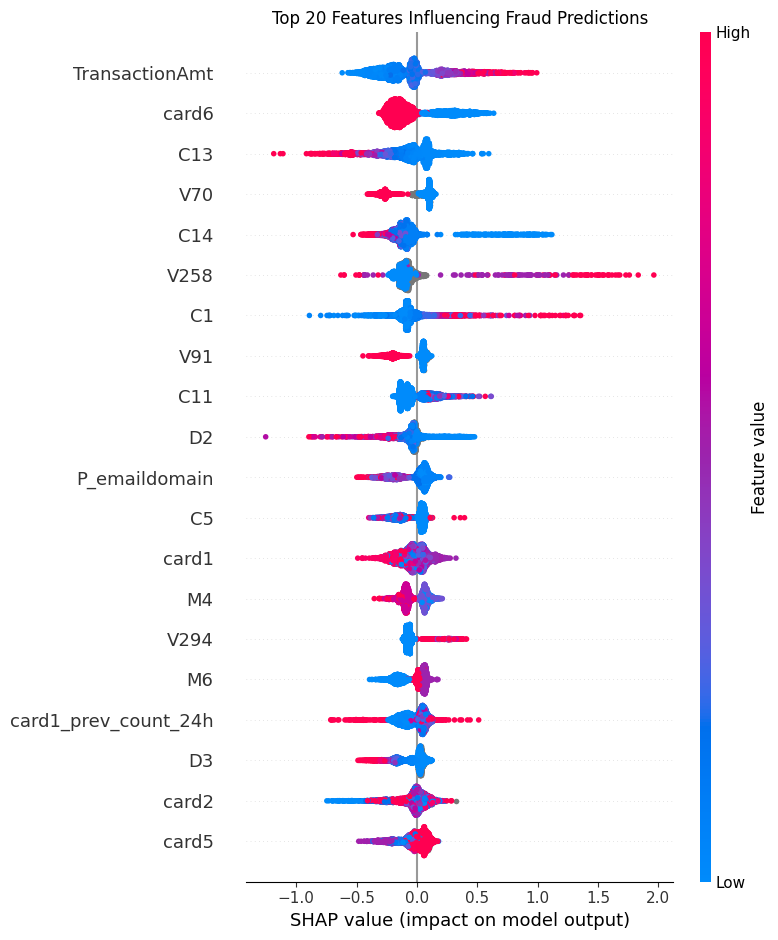 Top 20 Features Influencing Fraud Predictions
High
TransactionAmt
card6
C13
V70
C14
V258
C1
V91
C11
D2
P_emaildomain
C5
card1
M4
V294
M6
card1_prev_count_24h
D3
card2
card5
Feature value
Low
−1.0 −0.5 0.0 0.5 1.0 1.5 2.0
SHAP value (impact on model output)